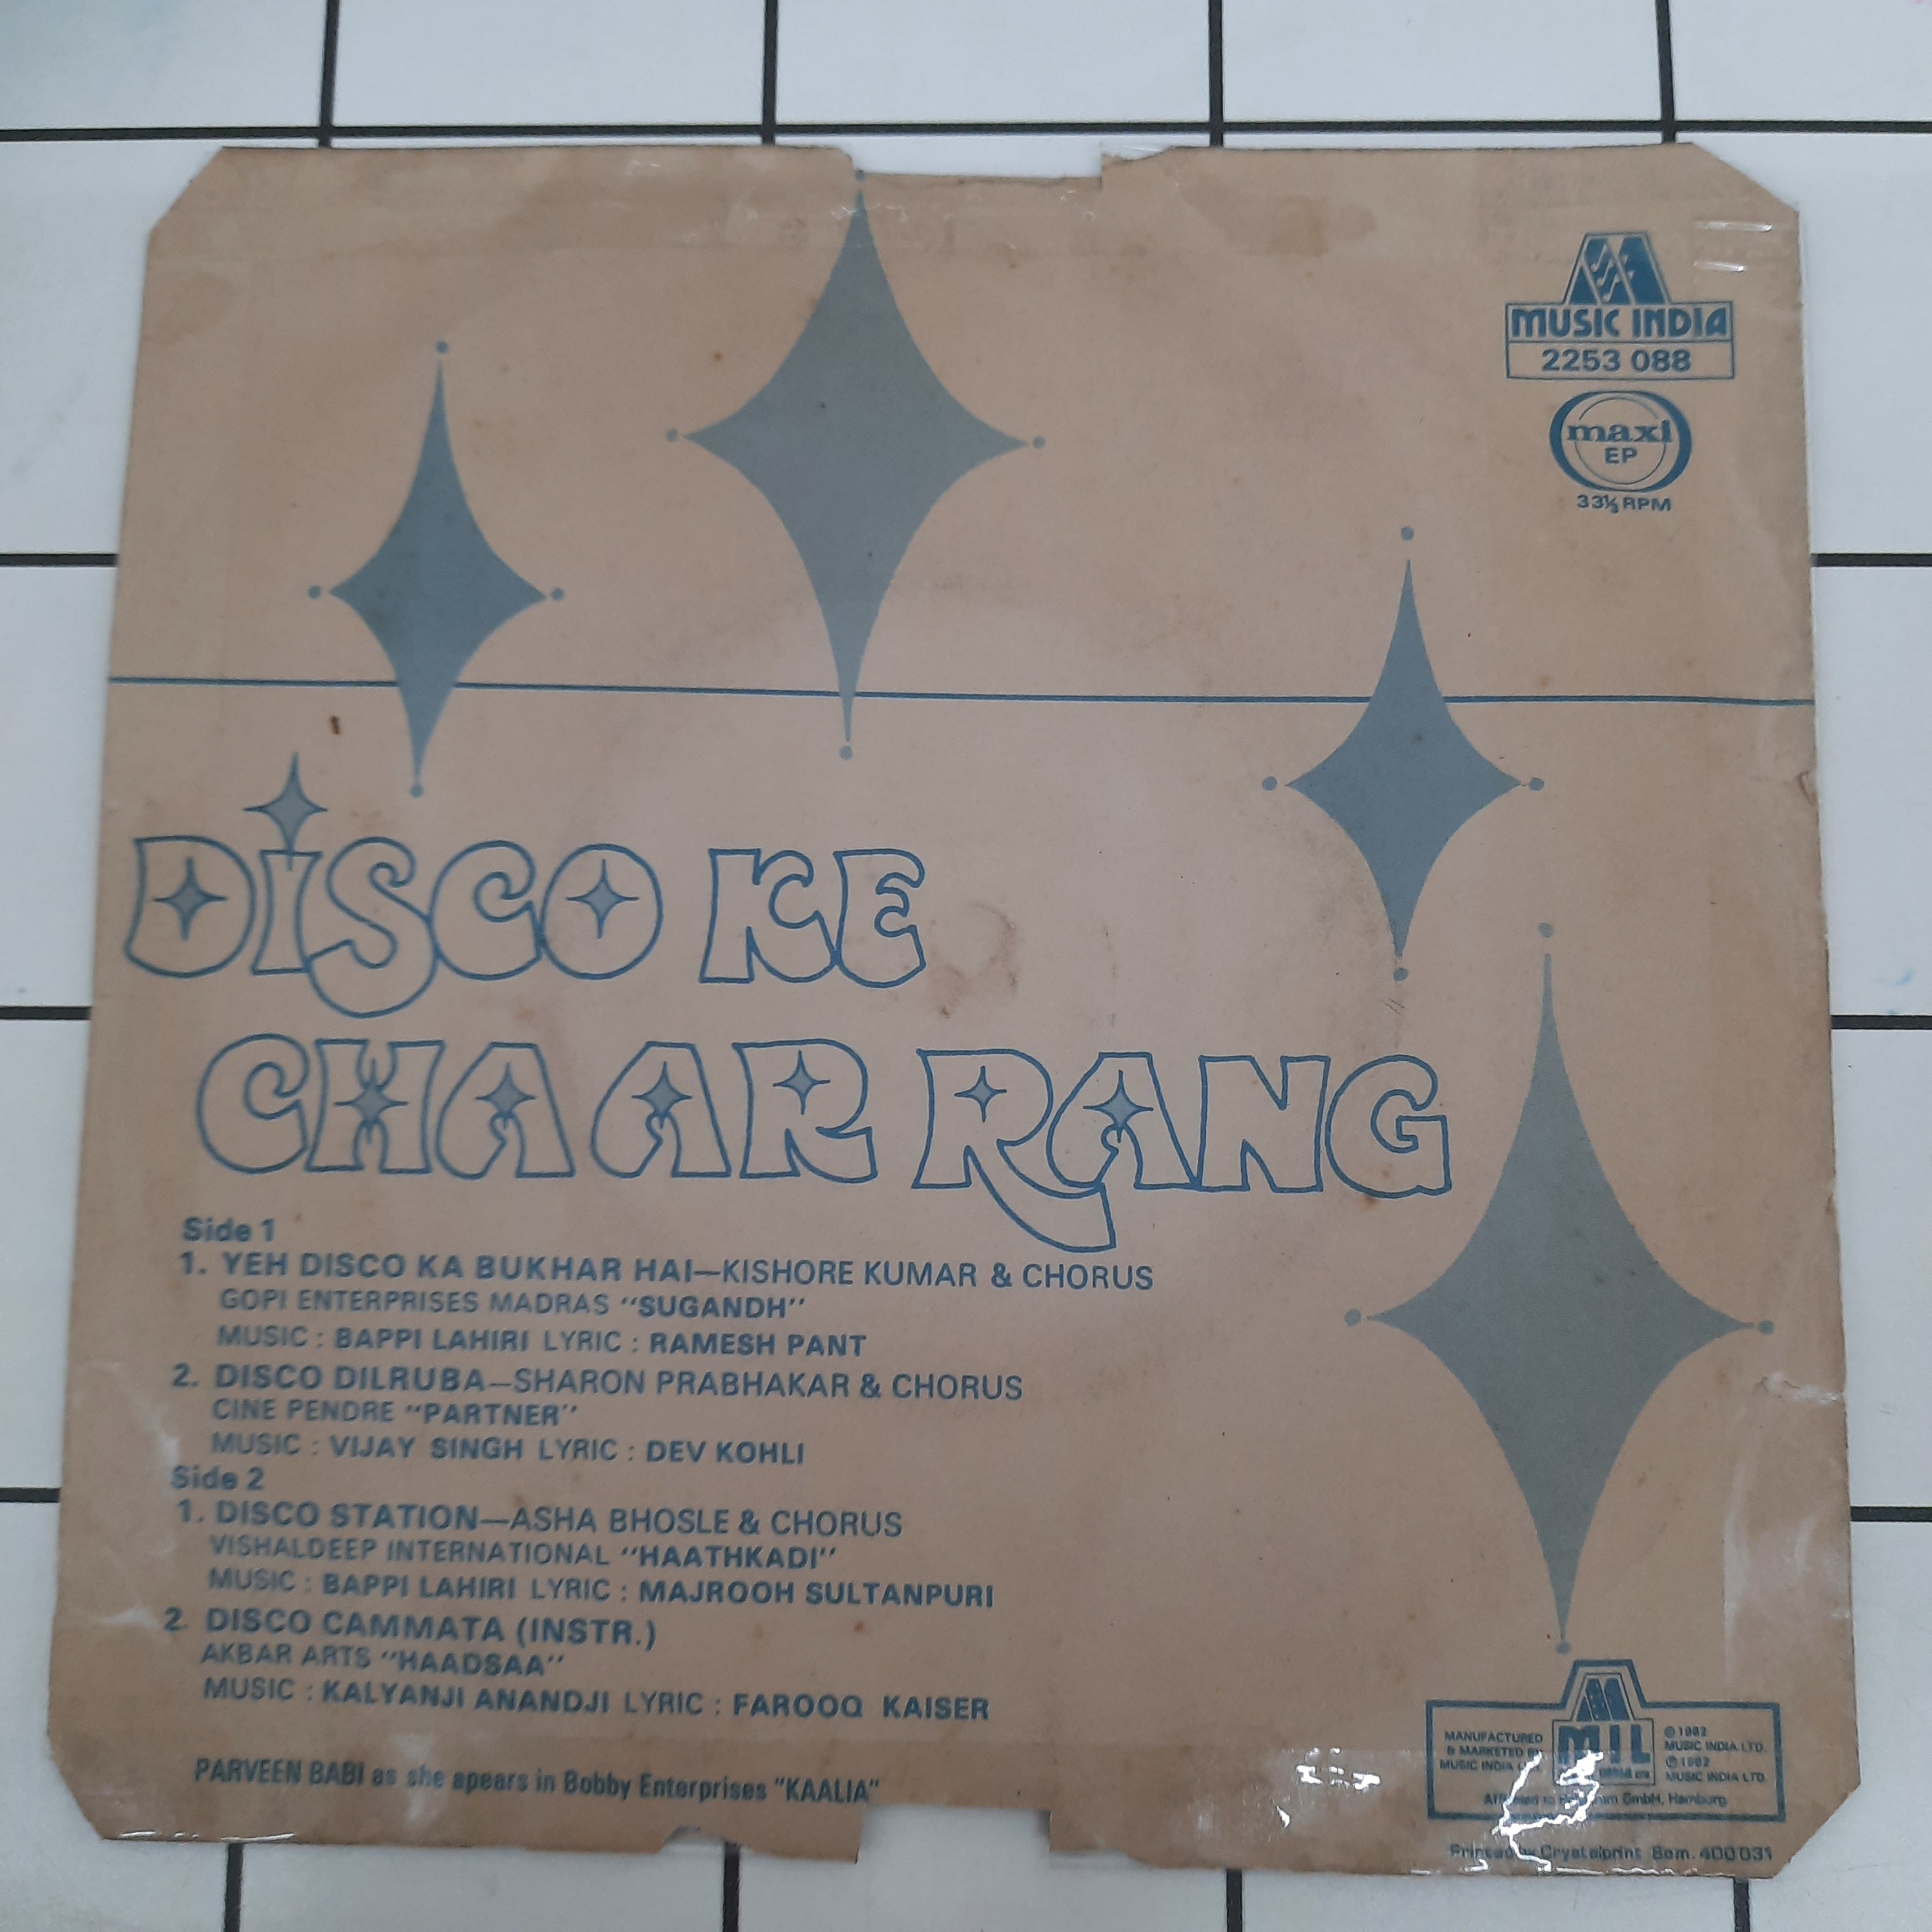 MUSIC INDIA
2253 088
maxi
EP
33⅓ RPM
DISCO KE
CHAAR RANG
Side 1
1. YEH DISCO KA BUKHAR HAI—KISHORE KUMAR & CHORUS
GOPI ENTERPRISES MADRAS "SUGANDH"
MUSIC : BAPPI LAHIRI LYRIC : RAMESH PANT
2. DISCO DILRUBA—SHARON PRABHAKAR & CHORUS
CINE PENDRE "PARTNER"
MUSIC : VIJAY SINGH LYRIC : DEV KOHLI
Side 2
1. DISCO STATION—ASHA BHOSLE & CHORUS
VISHALDEEP INTERNATIONAL "HAATHKADI"
MUSIC : BAPPI LAHIRI LYRIC : MAJROOH SULTANPURI
2. DISCO CAMMATA (INSTR.)
AKBAR ARTS "HAADSAA"
MUSIC : KALYANJI ANANDJI LYRIC : FAROOQ KAISER
PARVEEN BABI as she apears in Bobby Enterprises "KAALIA"
MANUFACTURED
& MARKETED BY
MUSIC INDIA
MIL
© 1982
MUSIC INDIA LTD.
℗ 1982
MUSIC INDIA LTD.
to GmbH, Hamburg.
Printed Crystalprint Bom. 400 031